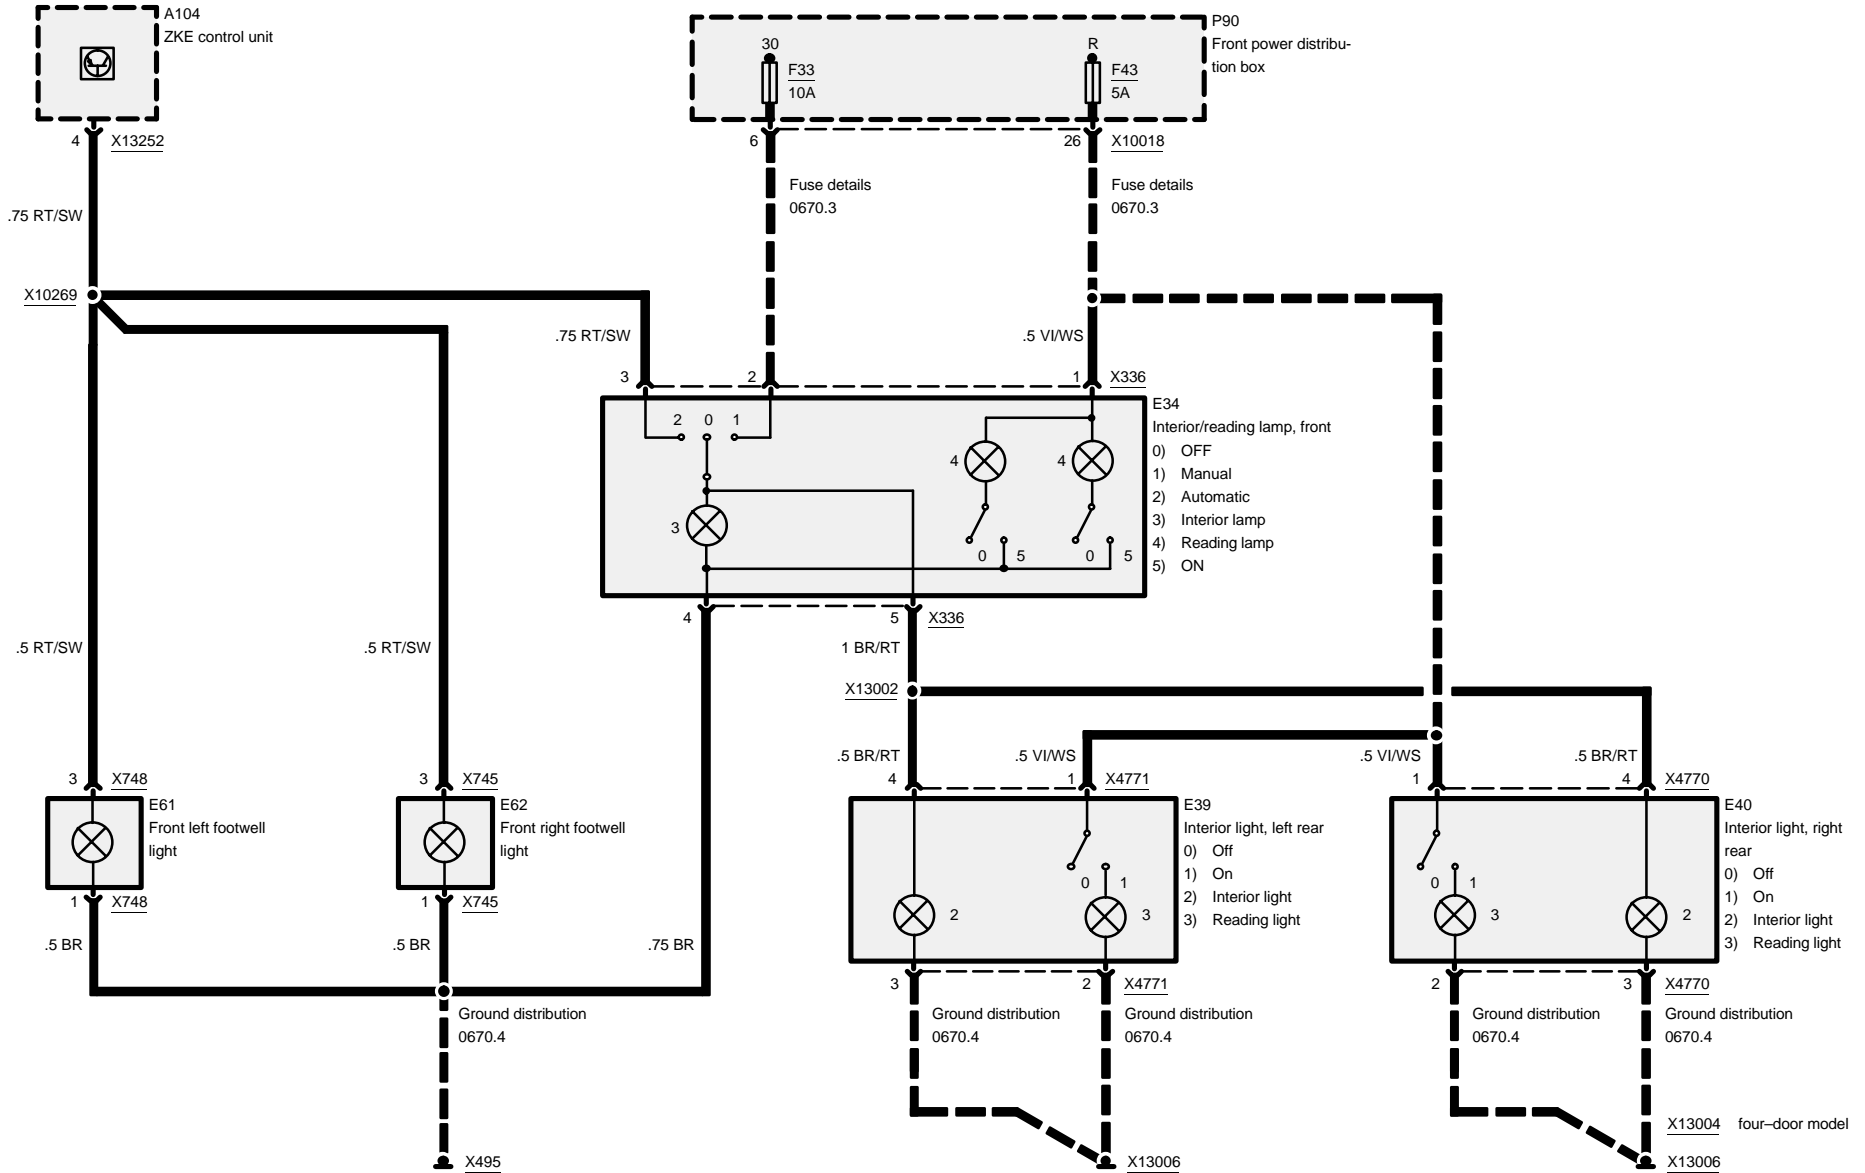 A104
ZKE control unit
4
X13252
.75 RT/SW
X10269
P90
Front power distribu-
tion box
30
F33
10A
R
F43
5A
6
26
X10018
Fuse details
0670.3
Fuse details
0670.3
.75 RT/SW
.5 VI/WS
3
2
1
X336
2
0
1
3
4
4
0
5
0
5
E34
Interior/reading lamp, front
0) OFF
1) Manual
2) Automatic
3) Interior lamp
4) Reading lamp
5) ON
4
5
X336
.5 RT/SW
.5 RT/SW
1 BR/RT
X13002
.5 BR/RT
.5 VI/WS
.5 VI/WS
.5 BR/RT
3
X748
3
X745
4
1
X4771
1
4
X4770
E61
Front left footwell
light
E62
Front right footwell
light
0
1
2
3
E39
Interior light, left rear
0) Off
1) On
2) Interior light
3) Reading light
0
1
3
2
E40
Interior light, right
rear
0) Off
1) On
2) Interior light
3) Reading light
1
X748
1
X745
.5 BR
.5 BR
.75 BR
3
2
X4771
2
3
X4770
Ground distribution
0670.4
Ground distribution
0670.4
Ground distribution
0670.4
Ground distribution
0670.4
Ground distribution
0670.4
X13004 four–door model
X495
X13006
X13006